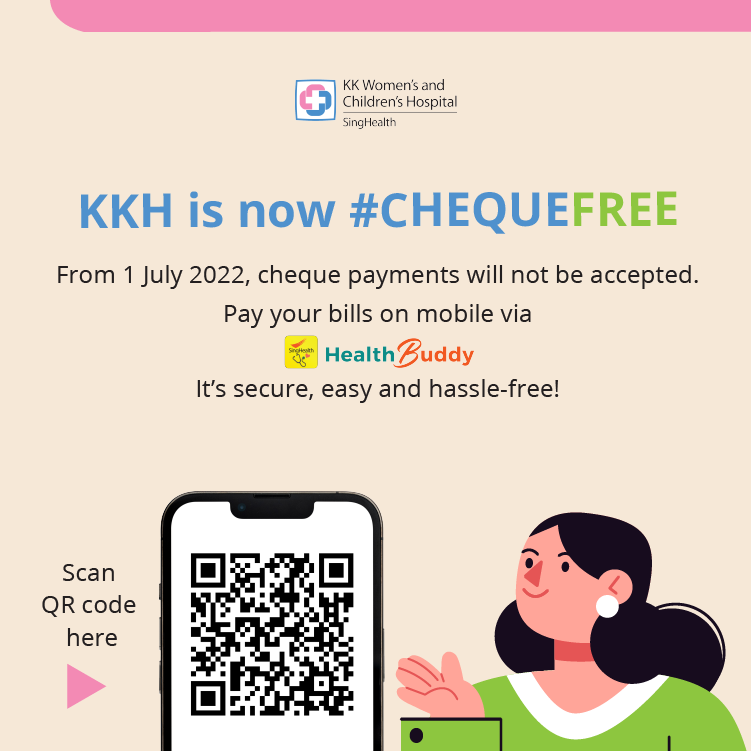 KK Women's and
Children's Hospital
SingHealth
KKH is now #CHEQUEFREE
From 1 July 2022, cheque payments will not be accepted.
Pay your bills on mobile via
SingHealth
HealthBuddy
It's secure, easy and hassle-free!
Scan
QR code
here